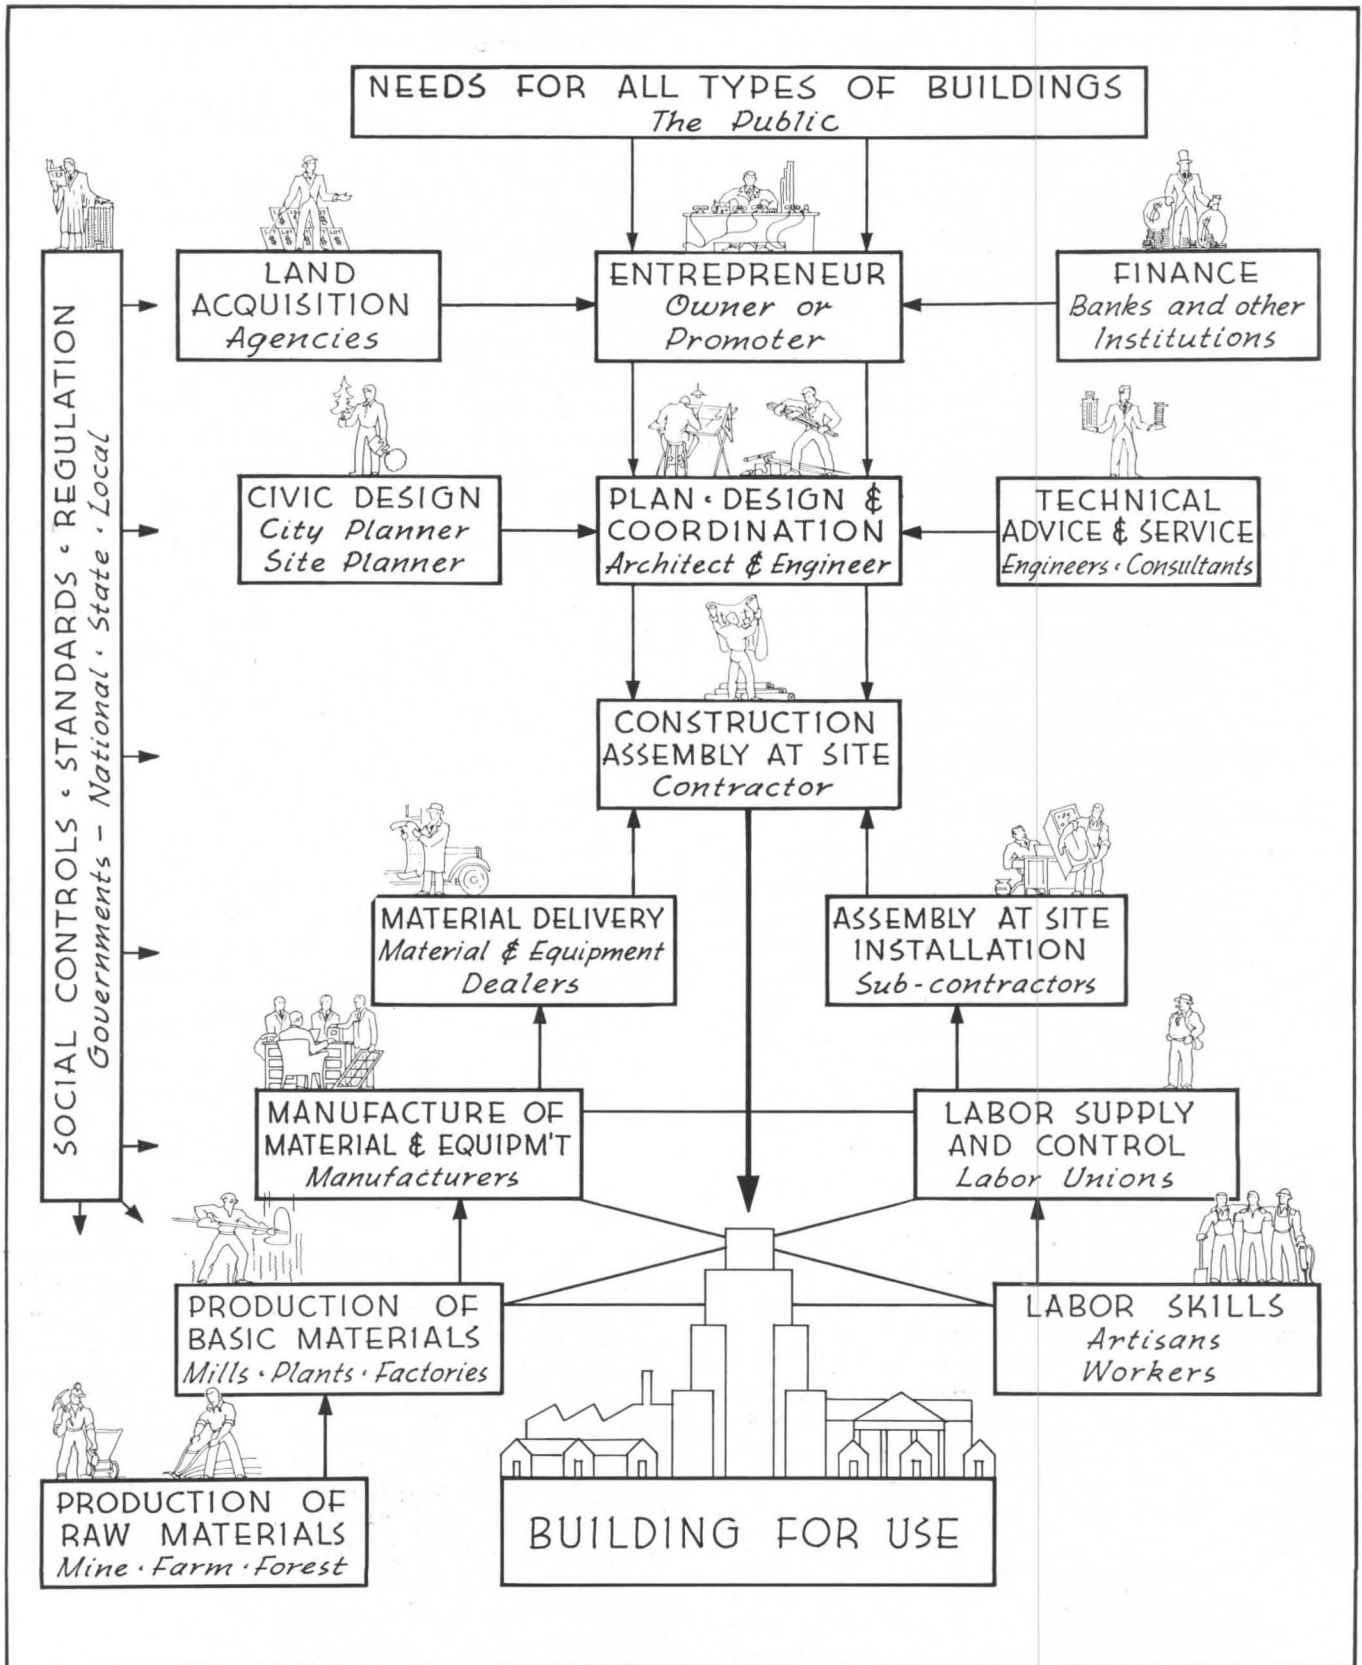 NEEDS FOR ALL TYPES OF BUILDINGS
The Public
SOCIAL CONTROLS · STANDARDS · REGULATION
Governments – National · State · Local
LAND
ACQUISITION
Agencies
ENTREPRENEUR
Owner or
Promoter
FINANCE
Banks and other
Institutions
CIVIC DESIGN
City Planner
Site Planner
PLAN · DESIGN &
COORDINATION
Architect & Engineer
TECHNICAL
ADVICE & SERVICE
Engineers · Consultants
CONSTRUCTION
ASSEMBLY AT SITE
Contractor
MATERIAL DELIVERY
Material & Equipment
Dealers
ASSEMBLY AT SITE
INSTALLATION
Sub-contractors
MANUFACTURE OF
MATERIAL & EQUIPM'T
Manufacturers
LABOR SUPPLY
AND CONTROL
Labor Unions
PRODUCTION OF
BASIC MATERIALS
Mills · Plants · Factories
LABOR SKILLS
Artisans
Workers
PRODUCTION OF
RAW MATERIALS
Mine · Farm · Forest
BUILDING FOR USE